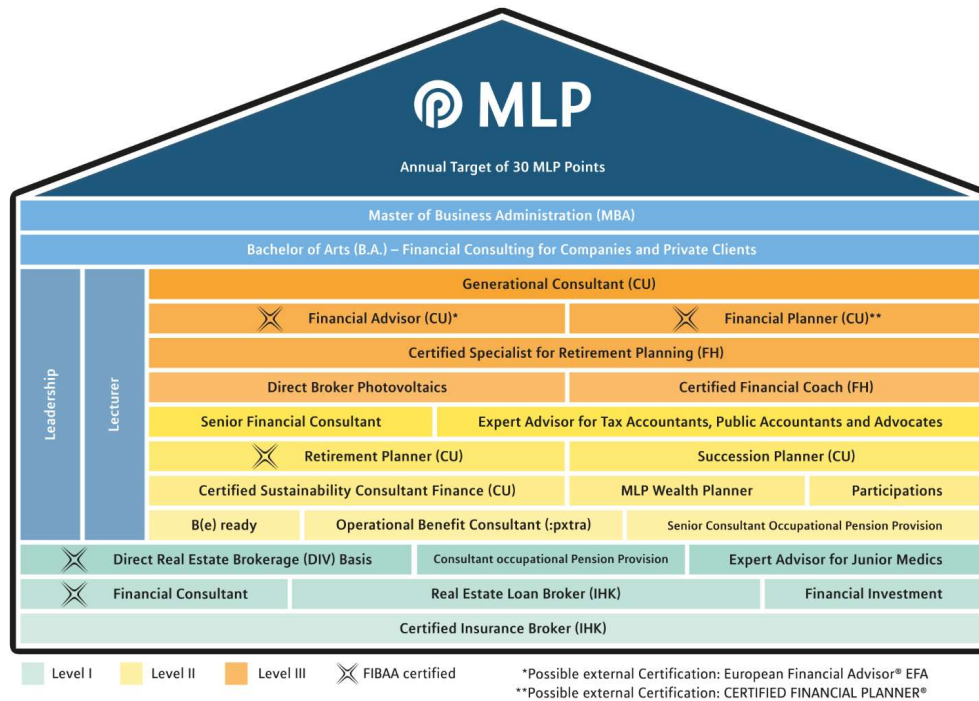 MLP
Annual Target of 30 MLP Points
Master of Business Administration (MBA)
Bachelor of Arts (B.A.) – Financial Consulting for Companies and Private Clients
Leadership
Lecturer
Generational Consultant (CU)
Financial Advisor (CU)*
Financial Planner (CU)**
Certified Specialist for Retirement Planning (FH)
Direct Broker Photovoltaics
Certified Financial Coach (FH)
Senior Financial Consultant
Expert Advisor for Tax Accountants, Public Accountants and Advocates
Retirement Planner (CU)
Succession Planner (CU)
Certified Sustainability Consultant Finance (CU)
MLP Wealth Planner
Participations
B(e) ready
Operational Benefit Consultant (:pxtra)
Senior Consultant Occupational Pension Provision
Direct Real Estate Brokerage (DIV) Basis
Consultant occupational Pension Provision
Expert Advisor for Junior Medics
Financial Consultant
Real Estate Loan Broker (IHK)
Financial Investment
Certified Insurance Broker (IHK)
Level I
Level II
Level III
FIBAA certified
*Possible external Certification: European Financial Advisor® EFA
**Possible external Certification: CERTIFIED FINANCIAL PLANNER®